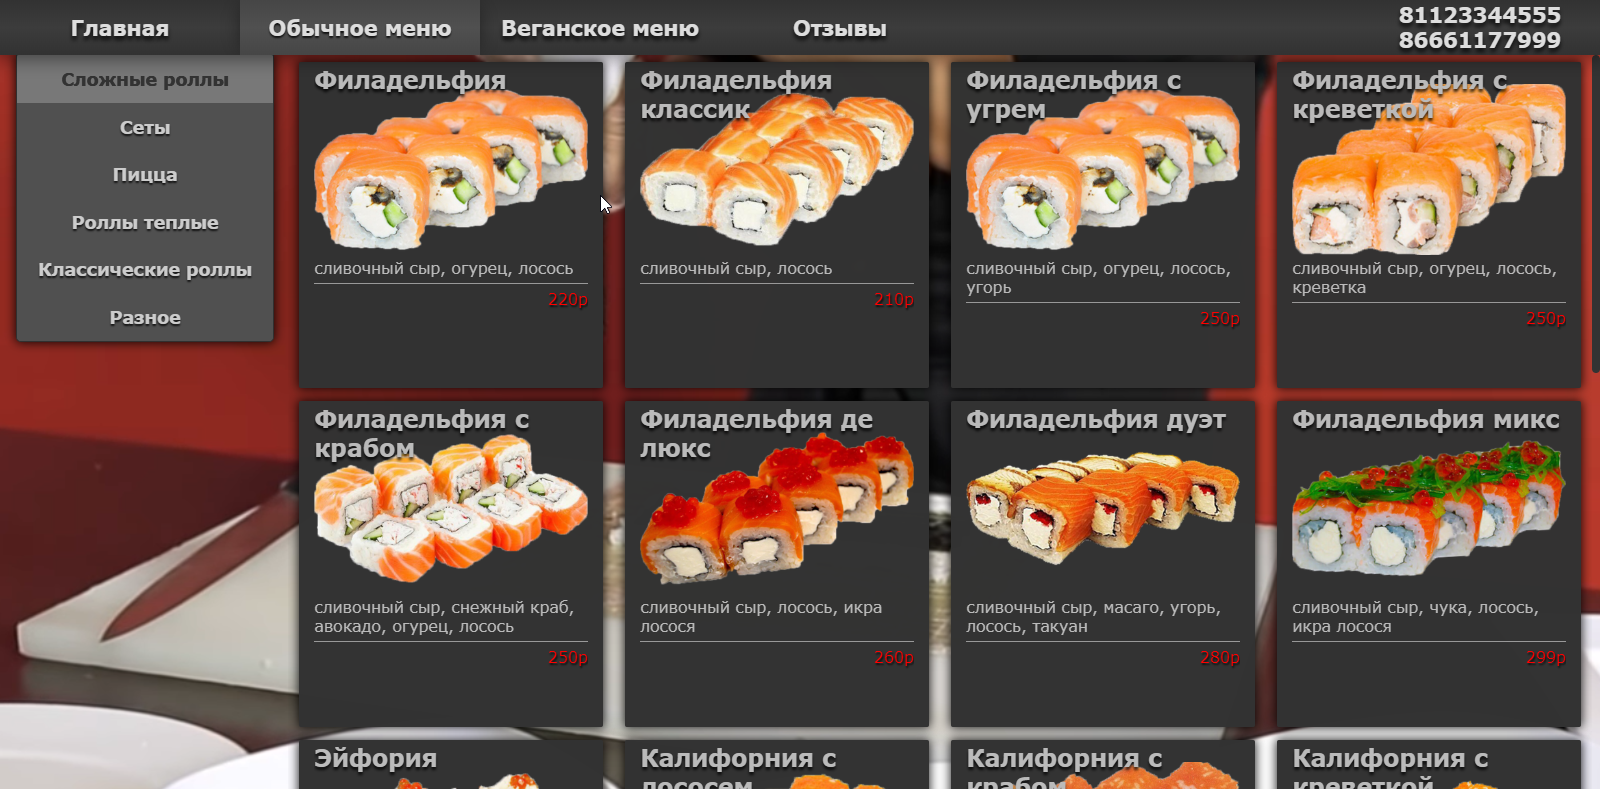 Главная
Обычное меню
Веганское меню
Отзывы
81123344555
86661177999
Сложные роллы
Сеты
Пицца
Роллы теплые
Классические роллы
Разное
Филадельфия
сливочный сыр, огурец, лосось
220р
Филадельфия
классик
сливочный сыр, лосось
210р
Филадельфия с
угрем
сливочный сыр, огурец, лосось,
угорь
250р
Филадельфия с
креветкой
сливочный сыр, огурец, лосось,
креветка
250р
Филадельфия с
крабом
сливочный сыр, снежный краб,
авокадо, огурец, лосось
250р
Филадельфия де
люкс
сливочный сыр, лосось, икра
лосося
260р
Филадельфия дуэт
сливочный сыр, масаго, угорь,
лосось, такуан
280р
Филадельфия микс
сливочный сыр, чука, лосось,
икра лосося
299р
Эйфория
Калифорния с
лососем
Калифорния с
крабом
Калифорния с
креветкой